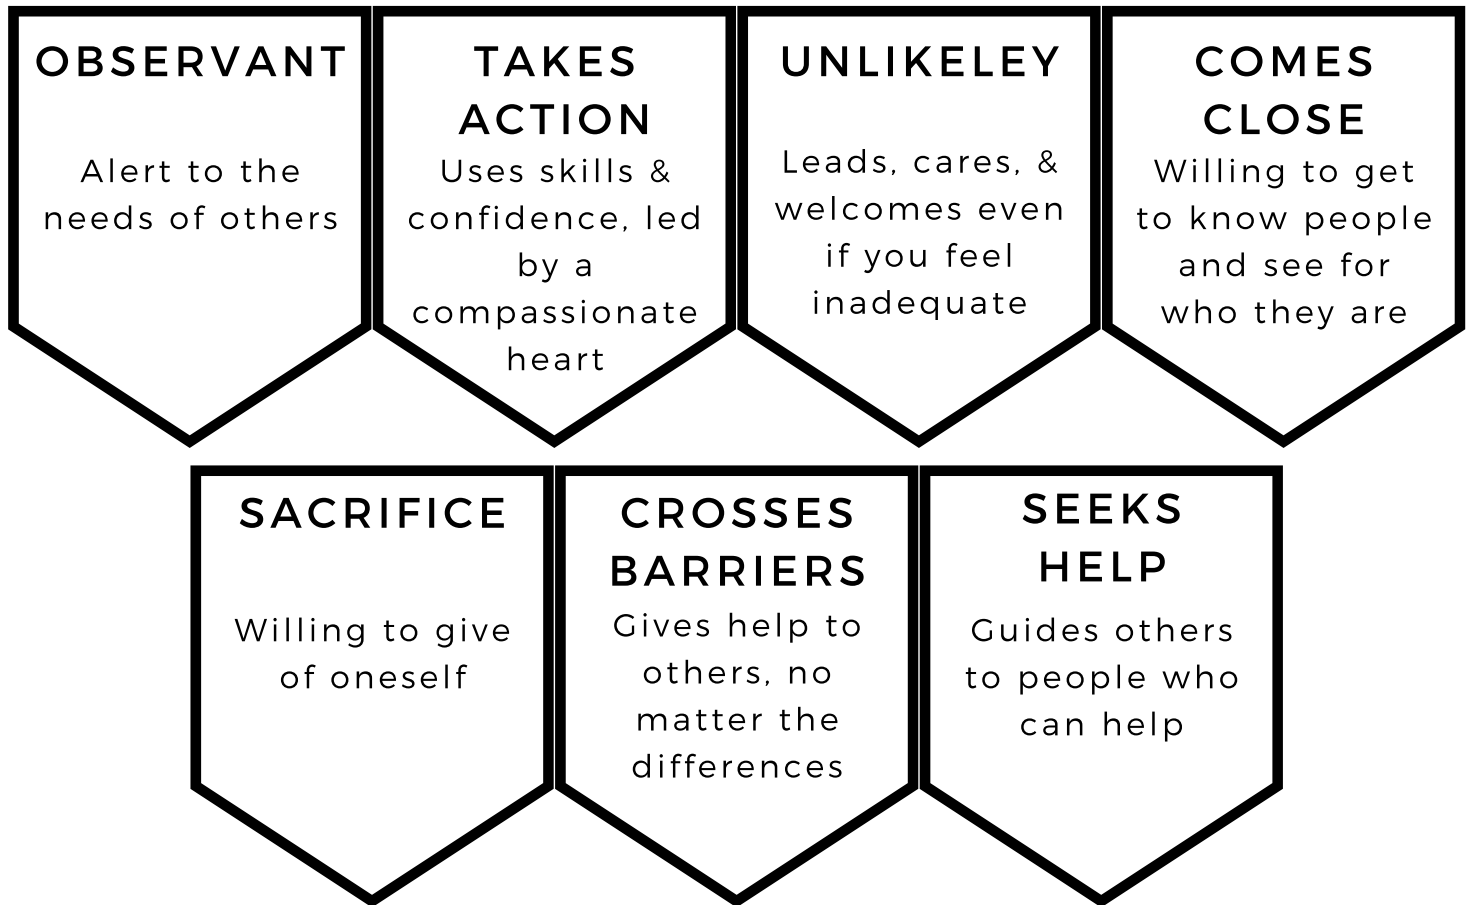 OBSERVANT
Alert to the
needs of others
TAKES
ACTION
Uses skills &
confidence, led
by a
compassionate
heart
UNLIKELEY
Leads, cares, &
welcomes even
if you feel
inadequate
COMES
CLOSE
Willing to get
to know people
and see for
who they are
SACRIFICE
Willing to give
of oneself
CROSSES
BARRIERS
Gives help to
others, no
matter the
differences
SEEKS
HELP
Guides others
to people who
can help